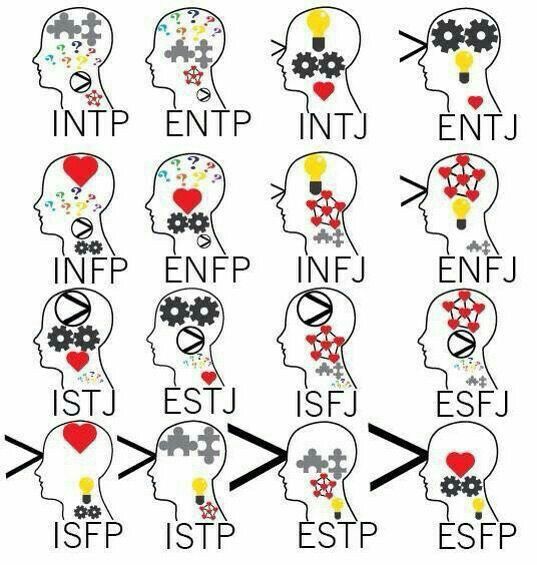 INTP ENTP INTJ ENTJ
INFP ENFP INFJ ENFJ
ISTJ ESTJ ISFJ ESFJ
ISFP ISTP ESTP ESFP